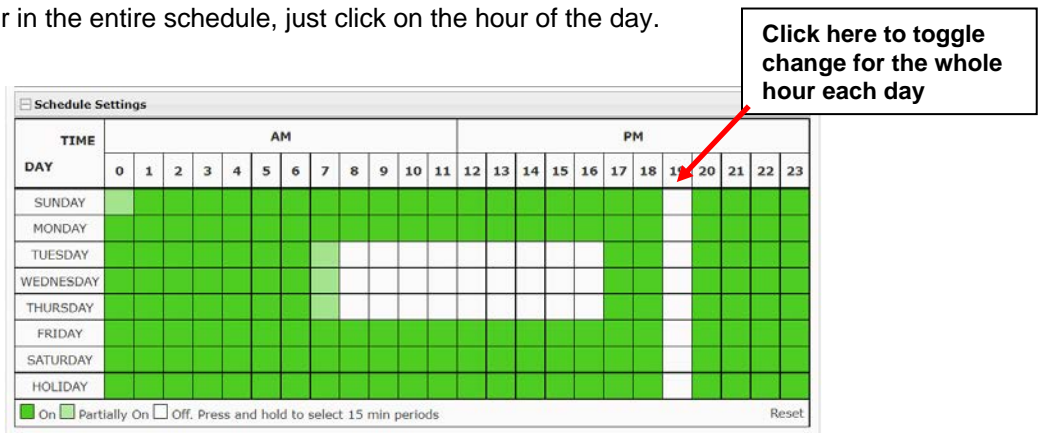 r in the entire schedule, just click on the hour of the day.
Click here to toggle
change for the whole
hour each day
Schedule Settings
TIME AM PM
DAY 0 1 2 3 4 5 6 7 8 9 10 11 12 13 14 15 16 17 18 19 20 21 22 23
SUNDAY
MONDAY
TUESDAY
WEDNESDAY
THURSDAY
FRIDAY
SATURDAY
HOLIDAY
On Partially On Off. Press and hold to select 15 min periods Reset